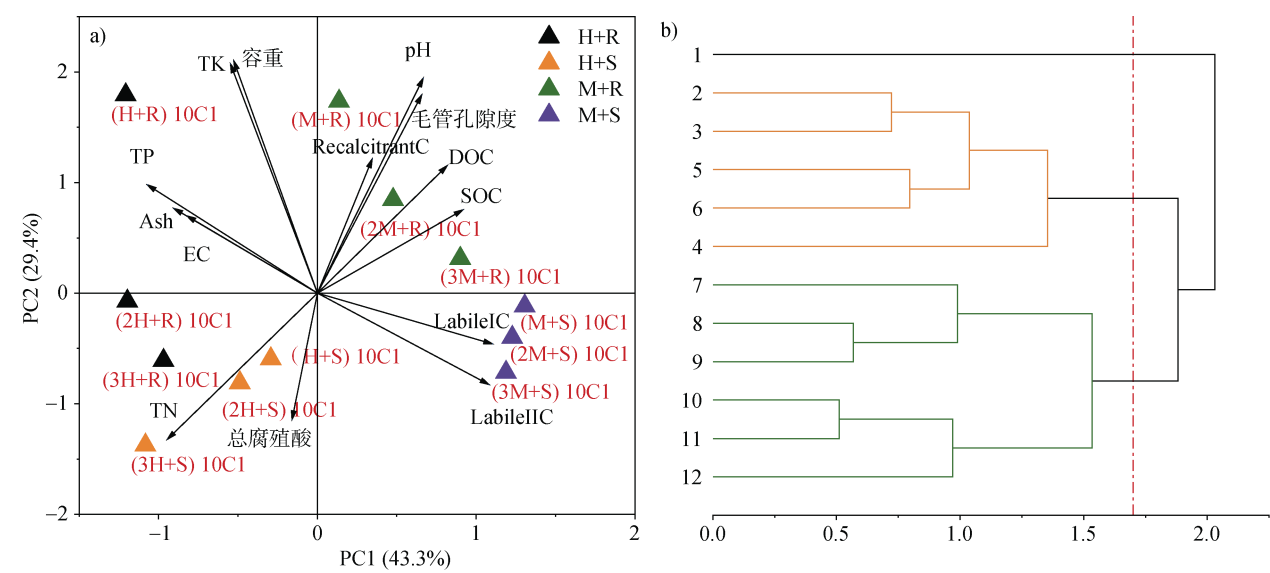 a)
H+R
H+S
M+R
M+S
TK
容重
pH
(H+R) 10C1
(M+R) 10C1
毛管孔隙度
RecalcitrantC
TP
DOC
SOC
Ash
(2M+R) 10C1
EC
(3M+R) 10C1
(2H+R) 10C1
LabileIC
(M+S) 10C1
( H+S) 10C1
(2M+S) 10C1
(3H+R) 10C1
(3M+S) 10C1
TN
(2H+S) 10C1
LabileIIC
总腐殖酸
(3H+S) 10C1
2
1
0
−1
−2
PC2 (29.4%)
−1
0
1
2
PC1 (43.3%)
b)
1
2
3
5
6
4
7
8
9
10
11
12
0.0
0.5
1.0
1.5
2.0